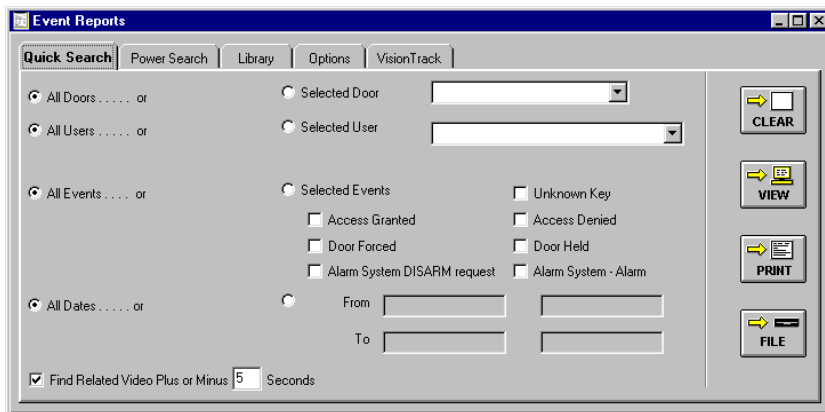 Event Reports
Quick Search Power Search Library Options VisionTrack
All Doors . . . . . or Selected Door
All Users . . . . . or Selected User
All Events . . . . or Selected Events Unknown Key
Access Granted Access Denied
Door Forced Door Held
Alarm System DISARM request Alarm System - Alarm
All Dates . . . . . or From
To
Find Related Video Plus or Minus 5 Seconds
CLEAR
VIEW
PRINT
FILE